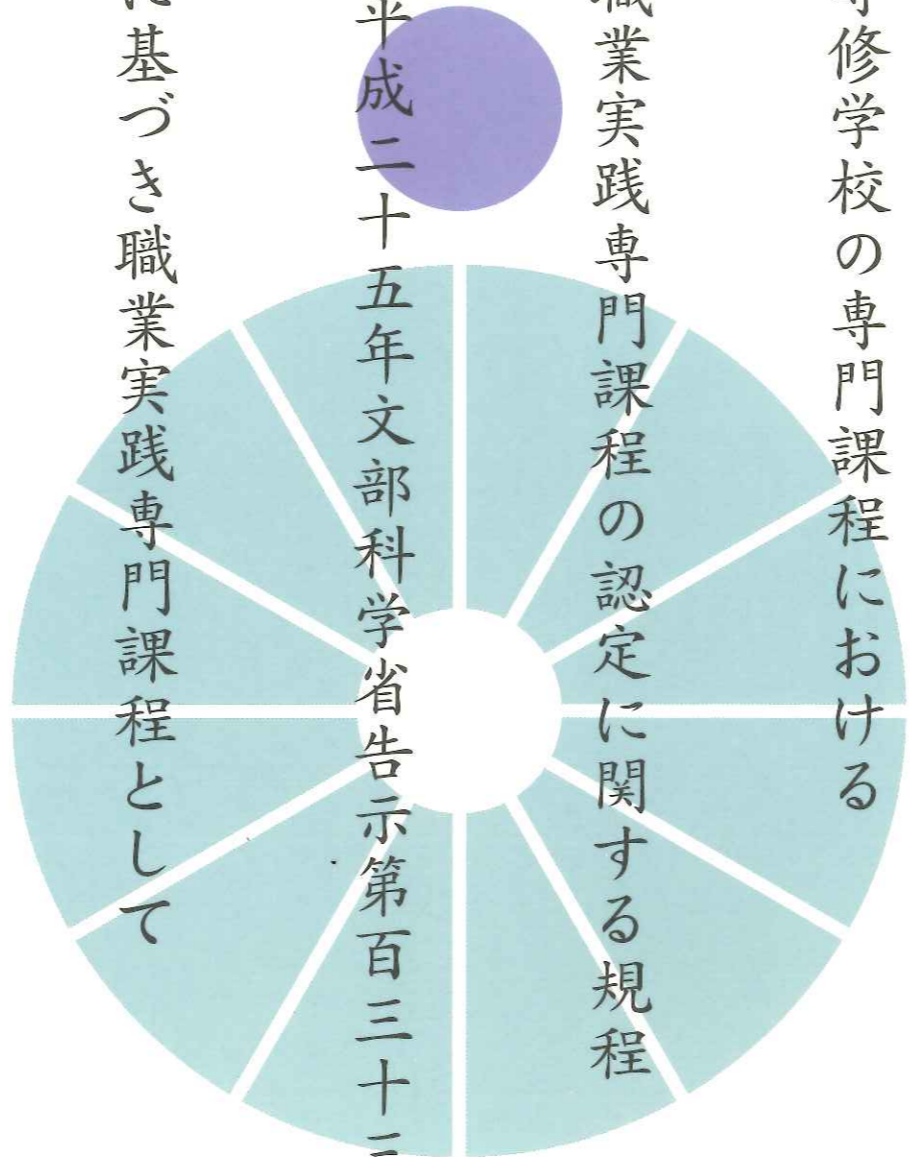 専修学校の専門課程における
職業実践専門課程の認定に関する規程
平成二十五年文部科学省告示第百三十三
に基づき職業実践専門課程として